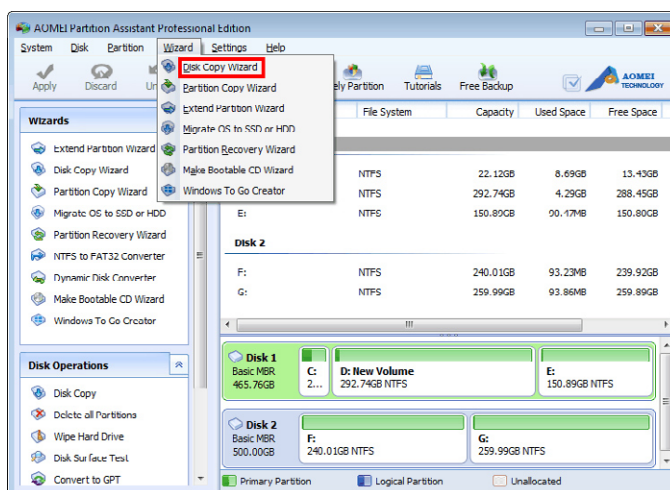 AOMEI Partition Assistant Professional Edition
System Disk Partition Wizard Settings Help
Apply Discard Un ely Partition Tutorials Free Backup AOMEI TECHNOLOGY
Disk Copy Wizard
Partition Copy Wizard
Extend Partition Wizard
Migrate OS to SSD or HDD
Partition Recovery Wizard
Make Bootable CD Wizard
Windows To Go Creator
Wizards
Extend Partition Wizard
Disk Copy Wizard
Partition Copy Wizard
Migrate OS to SSD or HDD
Partition Recovery Wizard
NTFS to FAT32 Converter
Dynamic Disk Converter
Make Bootable CD Wizard
Windows To Go Creator
Disk Operations
Disk Copy
Delete all Partitions
Wipe Hard Drive
Disk Surface Test
Convert to GPT
File System Capacity Used Space Free Space
NTFS 22.12GB 8.69GB 13.43GB
NTFS 292.74GB 4.29GB 288.45GB
E: NTFS 150.89GB 90.47MB 150.80GB
Disk 2
F: NTFS 240.01GB 93.23MB 239.92GB
G: NTFS 259.99GB 93.86MB 259.89GB
Disk 1
Basic MBR
465.76GB
C:
2...
D: New Volume
292.74GB NTFS
E:
150.89GB NTFS
Disk 2
Basic MBR
500.00GB
F:
240.01GB NTFS
G:
259.99GB NTFS
Primary Partition Logical Partition Unallocated